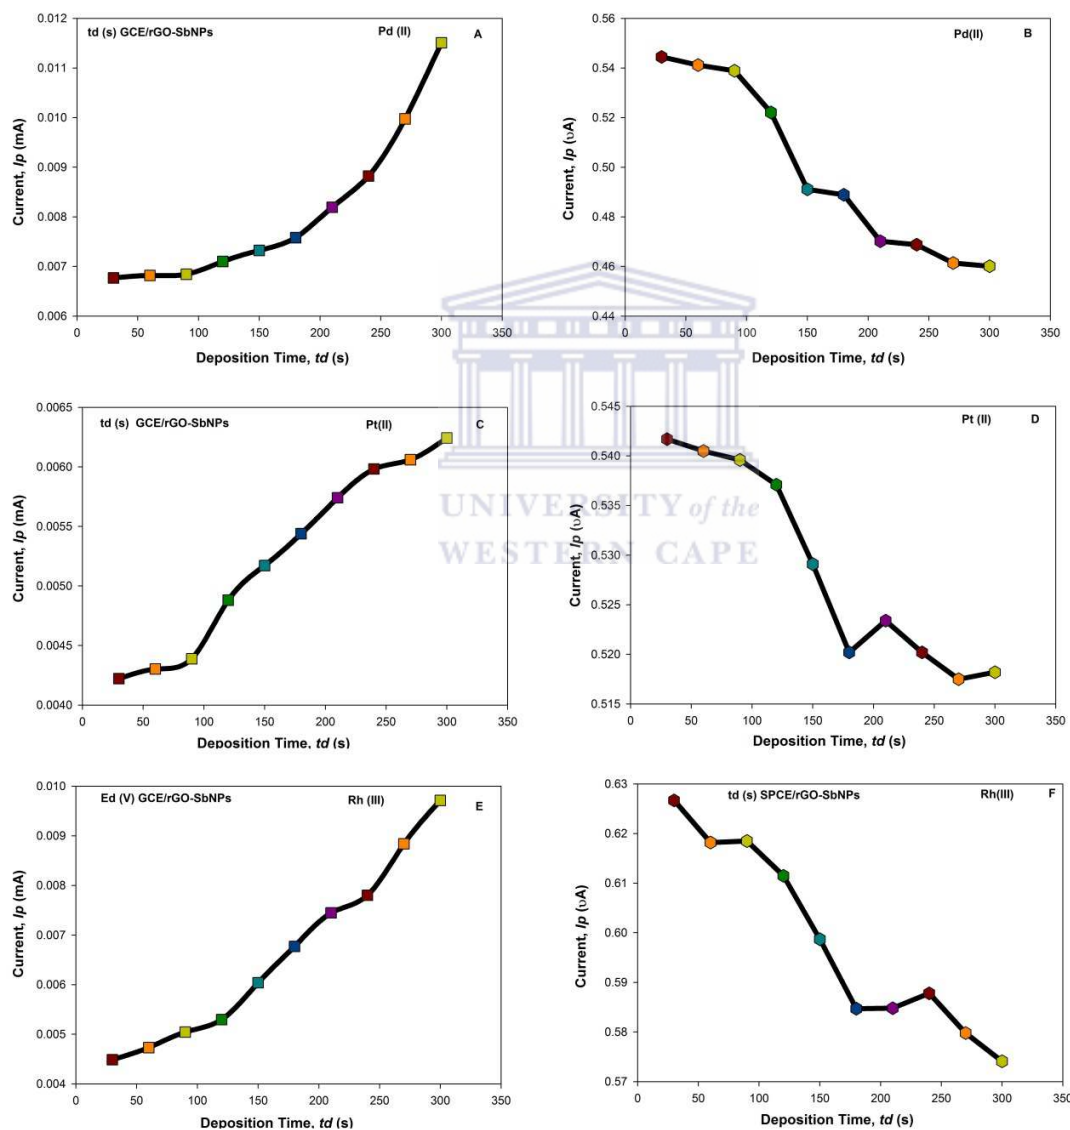 td (s) GCE/rGO-SbNPs Pd (II) A
Current, Ip (mA)
0.012
0.011
0.010
0.009
0.008
0.007
0.006
0 50 100 150 200 250 300 350
Deposition Time, td (s)
Pd(II) B
Current, Ip (υA)
0.56
0.54
0.52
0.50
0.48
0.46
0.44
0 50 100 150 200 250 300 350
Deposition Time, td (s)
td (s) GCE/rGO-SbNPs Pt(II) C
Current, Ip (mA)
0.0065
0.0060
0.0055
0.0050
0.0045
0.0040
0 50 100 150 200 250 300 350
Deposition Time, td (s)
Pt (II) D
Current, Ip (υA)
0.545
0.540
0.535
0.530
0.525
0.520
0.515
0 50 100 150 200 250 300 350
Deposition Time, td (s)
UNIVERSITY of the
WESTERN CAPE
Ed (V) GCE/rGO-SbNPs Rh (III) E
Current, Ip (mA)
0.010
0.009
0.008
0.007
0.006
0.005
0.004
0 50 100 150 200 250 300 350
Deposition Time, td (s)
td (s) SPCE/rGO-SbNPs Rh(III) F
Current, Ip (υA)
0.63
0.62
0.61
0.60
0.59
0.58
0.57
0 50 100 150 200 250 300 350
Deposition Time, td (s)